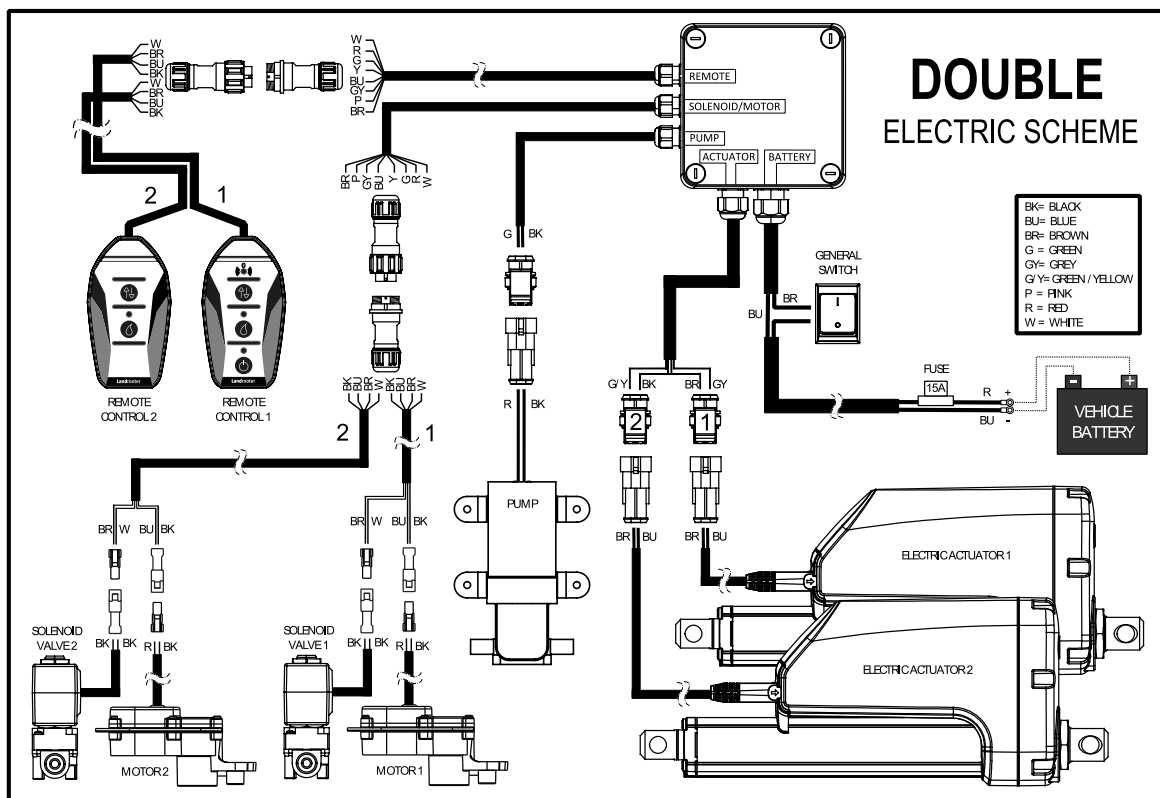 DOUBLE
ELECTRIC SCHEME
W
BR
BU
BK
W
BR
BU
BK
W
R
G
Y
BU
GY
P
BR
REMOTE
SOLENOID/MOTOR
PUMP
ACTUATOR
BATTERY
BR P GY BU Y G R W
2
1
G BK
GENERAL
SWITCH
BR
BU
BK= BLACK
BU= BLUE
BR= BROWN
G = GREEN
GY= GREY
G/Y= GREEN / YELLOW
P = PINK
R = RED
W = WHITE
Landrooter
Landrooter
REMOTE
CONTROL 2
REMOTE
CONTROL 1
BK BU BR W BK BU BR W
R BK
G/Y BK BR GY
2 1
FUSE
15A
R +
BU -
- +
VEHICLE
BATTERY
2
1
BR W BU BK
BR W BU BK
PUMP
BR BU
BR BU
ELECTRIC ACTUATOR 1
ELECTRIC ACTUATOR 2
SOLENOID
VALVE 2
BK BK
R BK
SOLENOID
VALVE 1
BK BK
R BK
MOTOR 2
MOTOR 1